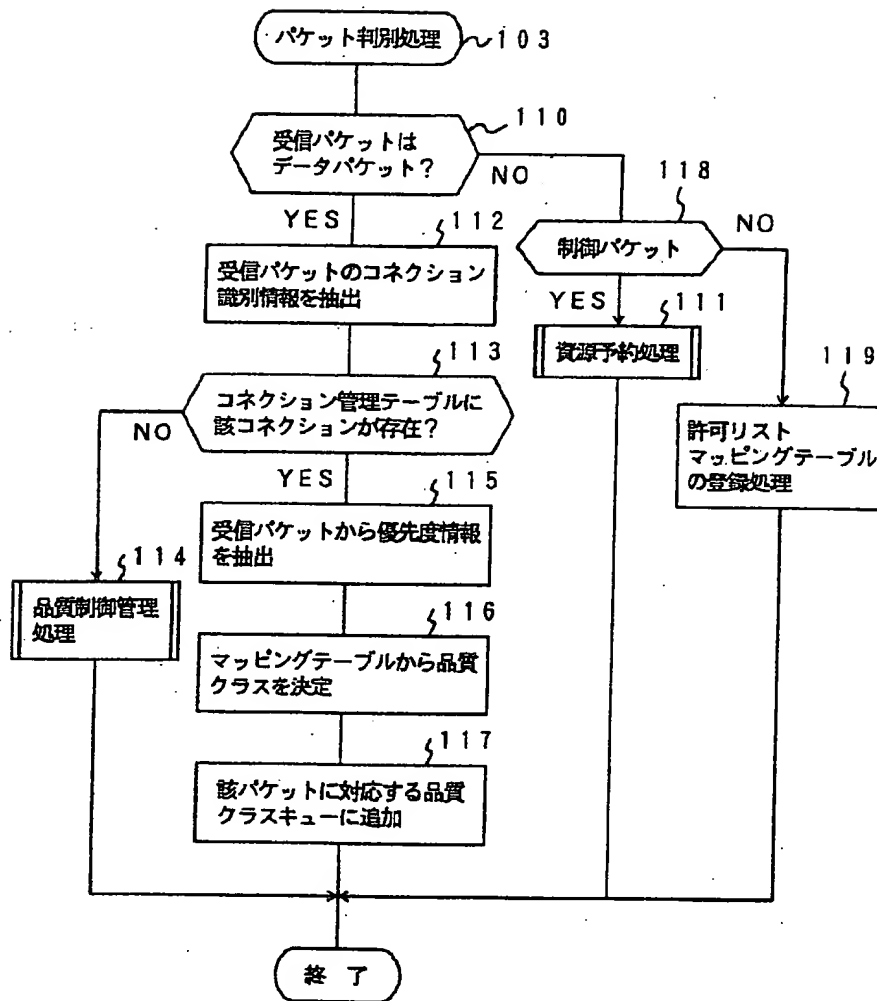 パケット判別処理
103
110
受信パケットは
データパケット?
NO
YES
118
制御パケット
NO
112
受信パケットのコネクション
識別情報を抽出
YES
111
資源予約処理
119
許可リスト
マッピングテーブル
の登録処理
113
コネクション管理テーブルに
該コネクションが存在?
NO
YES
115
受信パケットから優先度情報
を抽出
114
品質制御管理
処理
116
マッピングテーブルから品質
クラスを決定
117
該パケットに対応する品質
クラスキューに追加
終了